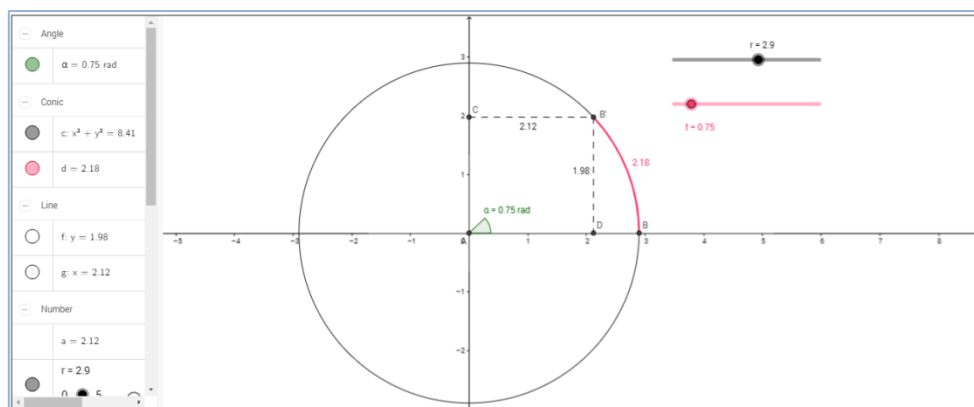 Angle
α = 0.75 rad
Conic
c: x² + y² = 8.41
d = 2.18
Line
f: y = 1.98
g: x = 2.12
Number
a = 2.12
r = 2.9
0 5
3
2
1
0
−1
−2
−5 −4 −3 −2 −1 1 2 3 4 5 6 7 8
C
B'
2.12
1.98
2.18
α = 0.75 rad
A
D
B
r = 2.9
t = 0.75